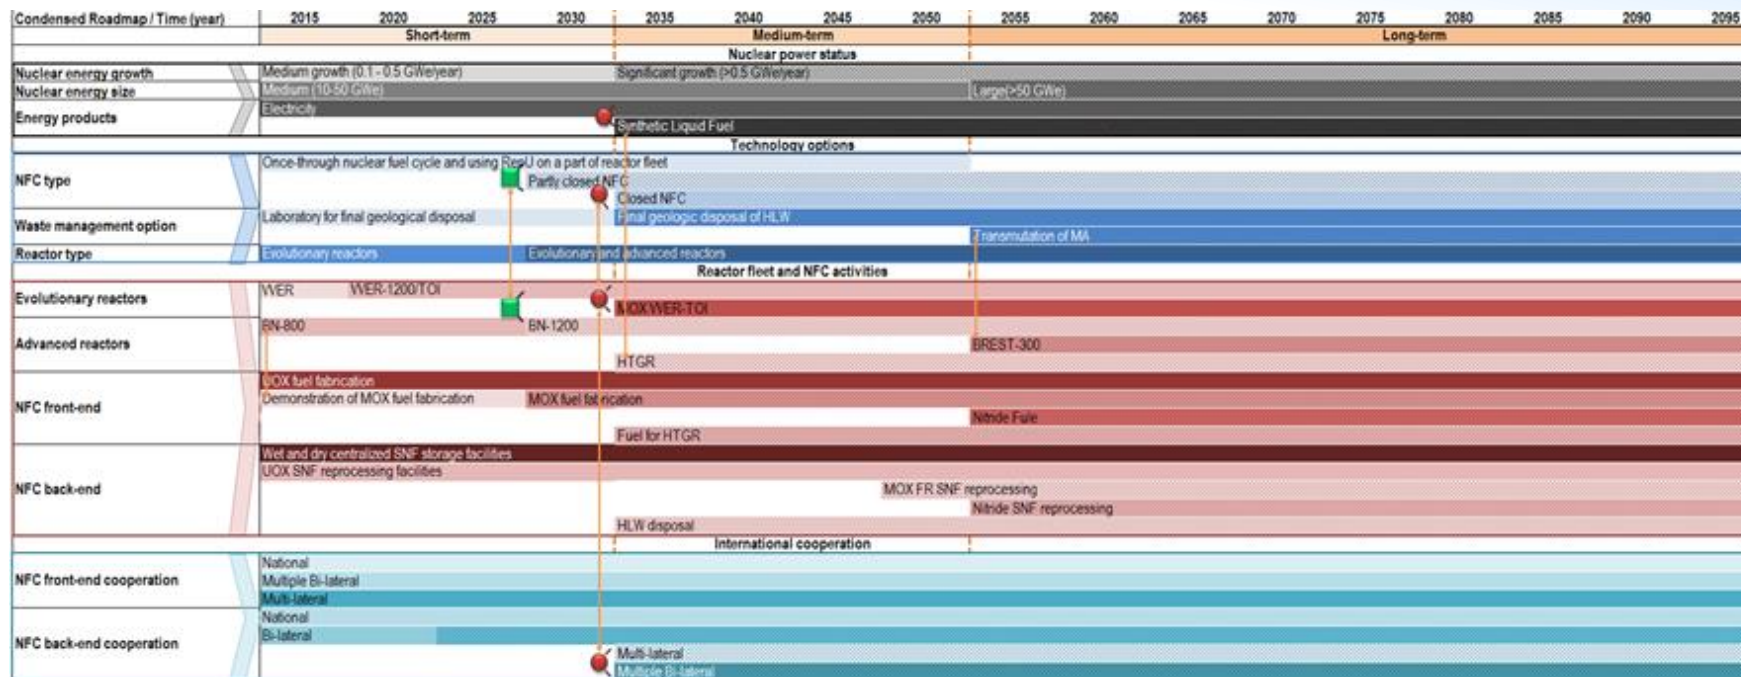 Condensed Roadmap / Time (year) 2015 2020 2025 2030 2035 2040 2045 2050 2055 2060 2065 2070 2075 2080 2085 2090 2095
Short-term Medium-term Long-term
Nuclear power status
Nuclear energy growth Medium growth (0.1 - 0.5 GWe/year) Significant growth (>0.5 GWe/year)
Nuclear energy size Medium (10-50 GWe) Large(>50 GWe)
Energy products Electricity
Synthetic Liquid Fuel
Technology options
Once-through nuclear fuel cycle and using RepU on a part of reactor fleet
NFC type Partly closed NFC
Closed NFC
Waste management option Laboratory for final geological disposal Final geologic disposal of HLW
Transmutation of MA
Reactor type Evolutionary reactors Evolutionary and advanced reactors
Reactor fleet and NFC activities
Evolutionary reactors VVER VVER-1200/TOI
MOX VVER-TOI
BN-800 BN-1200
Advanced reactors BREST-300
HTGR
UOX fuel fabrication
NFC front-end Demonstration of MOX fuel fabrication MOX fuel fabrication
Nitride Fule
Fuel for HTGR
Wet and dry centralized SNF storage facilities
UOX SNF reprocessing facilities
NFC back-end MOX FR SNF reprocessing
Nitride SNF reprocessing
HLW disposal
International cooperation
National
NFC front-end cooperation Multiple Bi-lateral
Multi-lateral
National
Bi-lateral
NFC back-end cooperation Multi-lateral
Multiple Bi-lateral